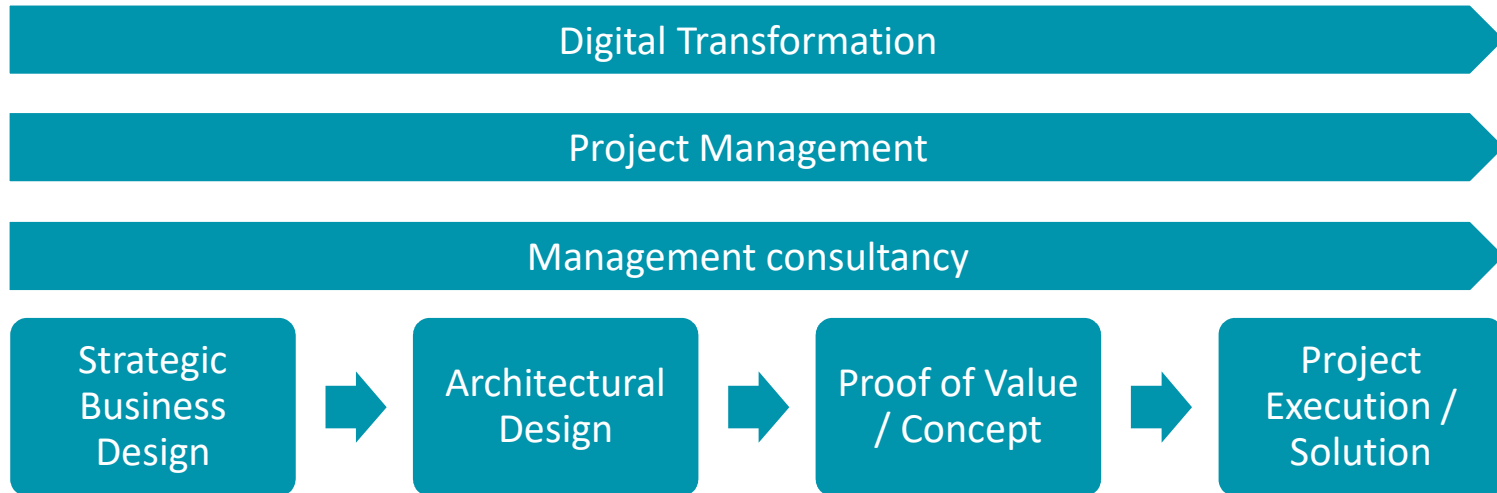 Digital Transformation
Project Management
Management consultancy
Strategic
Business
Design
Architectural
Design
Proof of Value
/ Concept
Project
Execution /
Solution